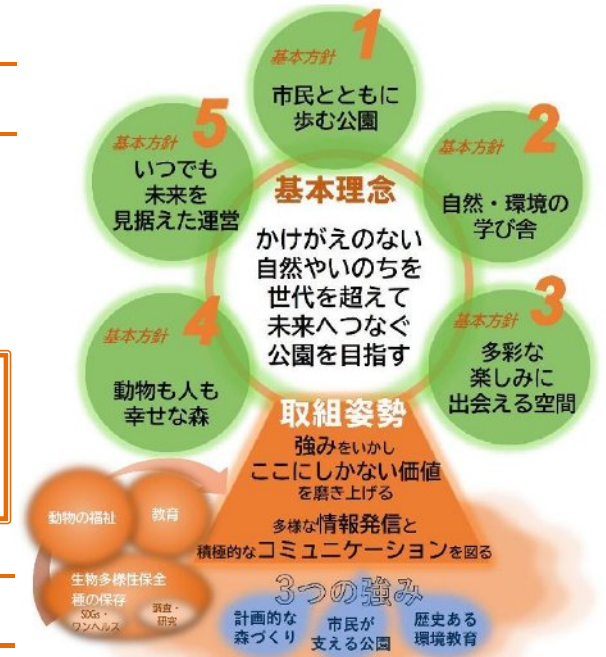 基本方針 1
市民とともに
歩む公園
基本方針 2
自然・環境の
学び舎
基本方針 3
多彩な
楽しみに
出会える空間
基本方針 4
動物も人も
幸せな森
基本方針 5
いつでも
未来を
見据えた運営
基本理念
かけがえのない
自然やいのちを
世代を超えて
未来へつなぐ
公園を目指す
取組姿勢
強みをいかし
ここにしかない価値
を磨き上げる
多様な情報発信と
積極的なコミュニケーションを図る
動物の福祉
教育
生物多様性保全
種の保存
SDGs・
ワンヘルス
調査・
研究
3つの強み
計画的な
森づくり
市民が
支える公園
歴史ある
環境教育